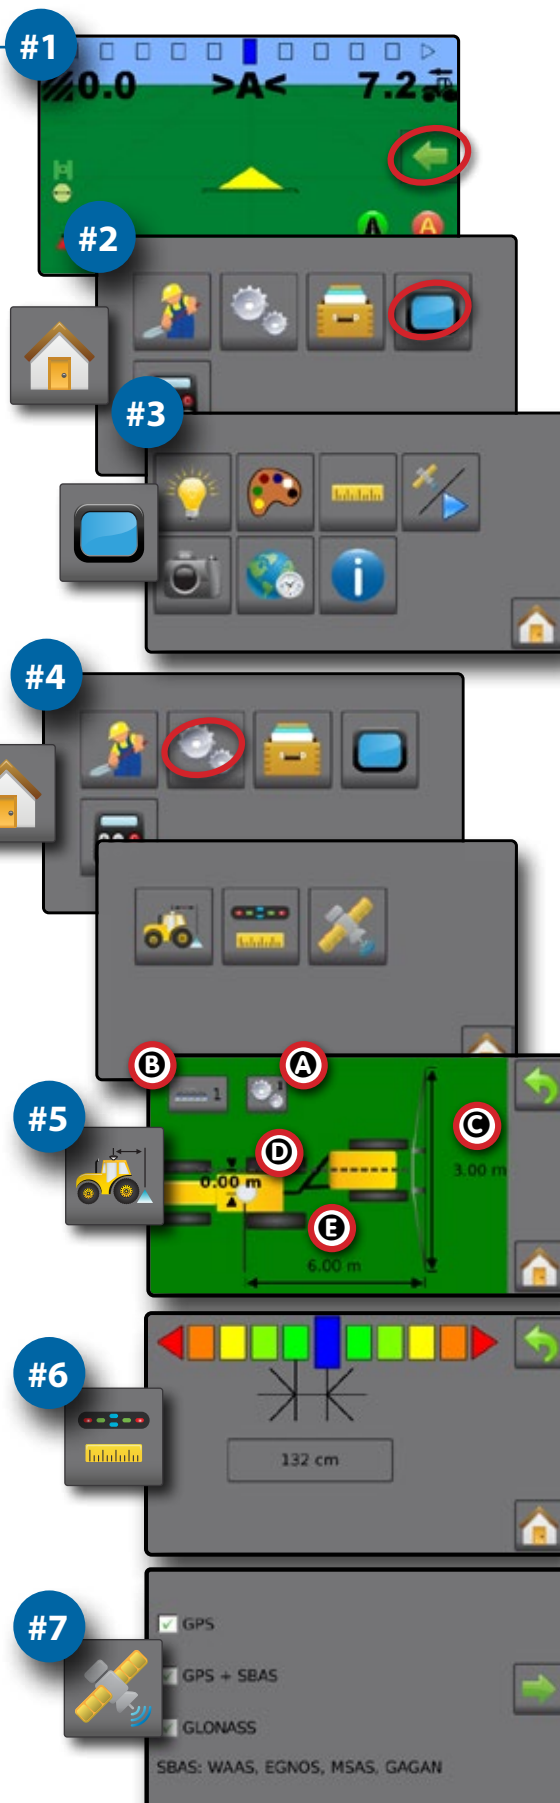 #1
0.0 >A< 7.2
A A
#2
#3
#4
#5
B A
1 1
C
D
3.00 m
0.00 m
E
6.00 m
#6
132 cm
#7
GPS
GPS + SBAS
GLONASS
SBAS: WAAS, EGNOS, MSAS, GAGAN